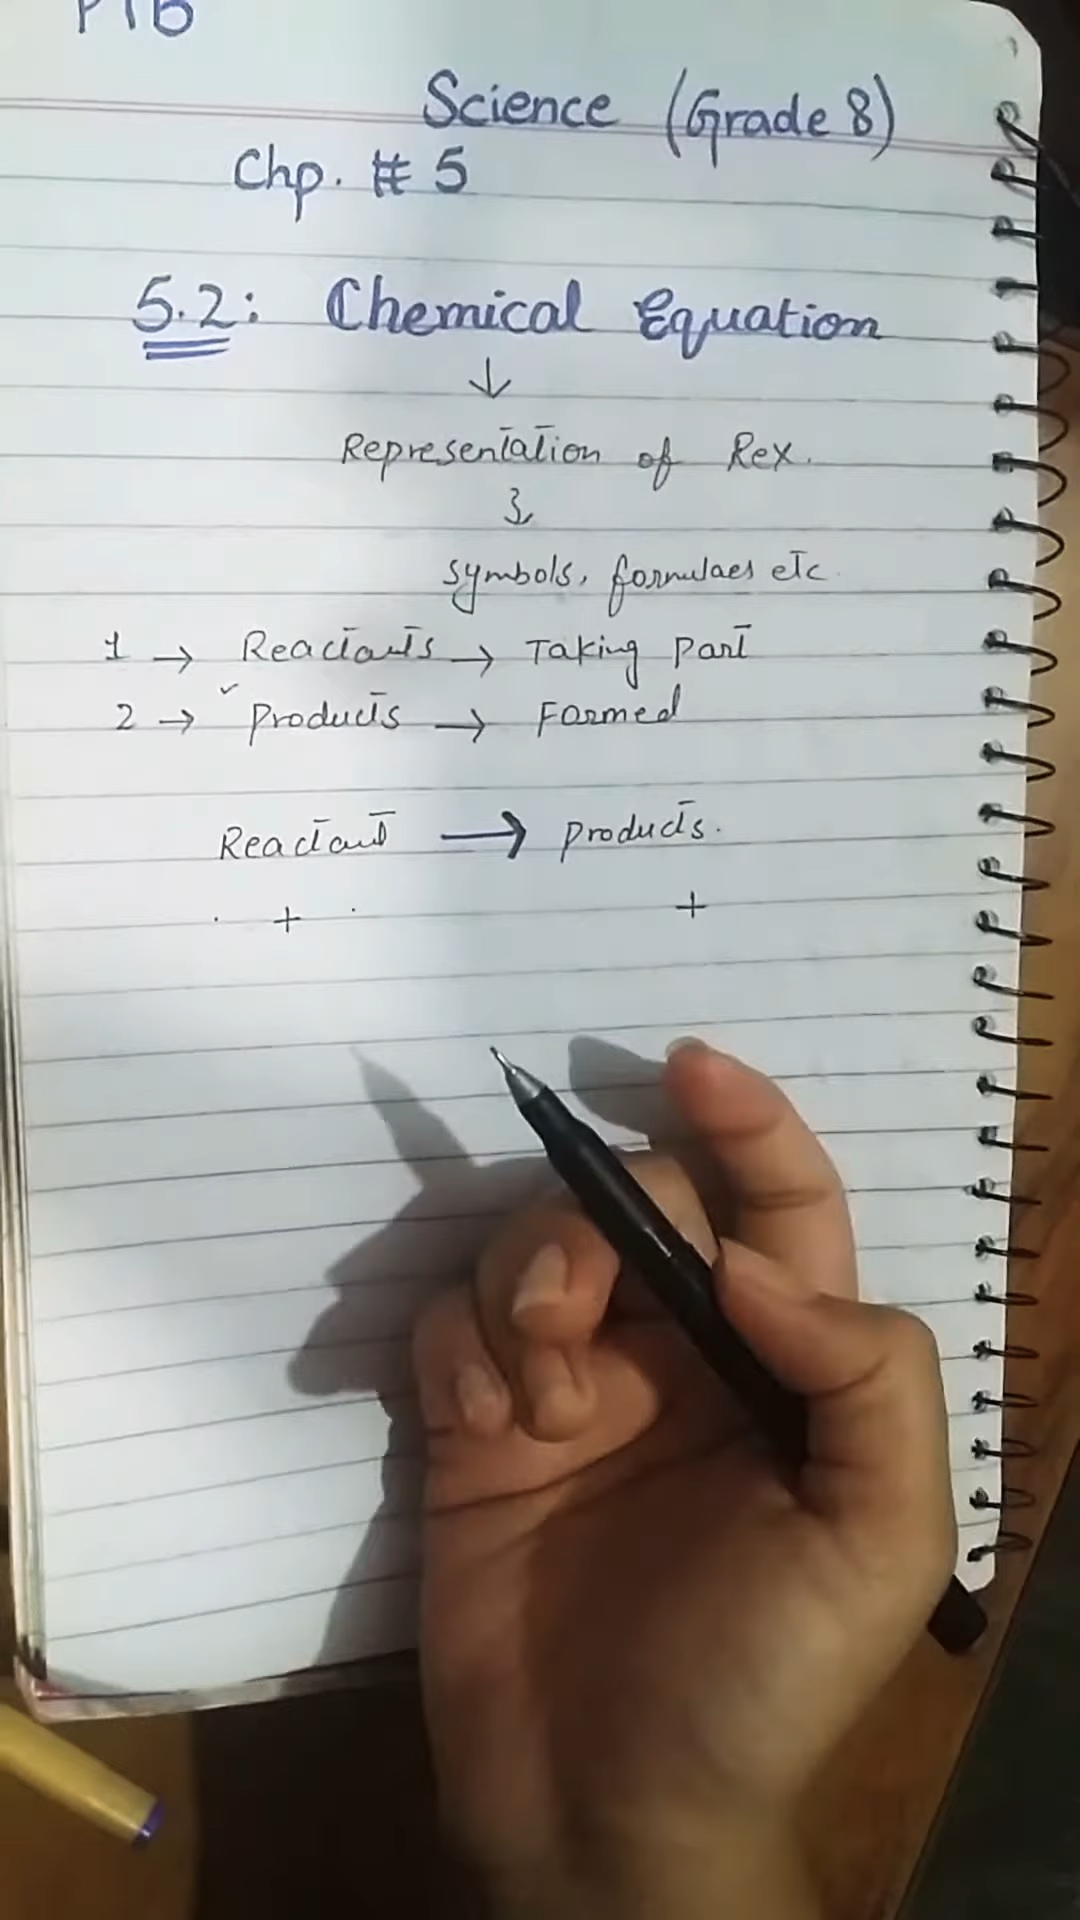 PTB
Science (Grade 8)
Chp. # 5
5.2: Chemical Equation
↓
Representation of Rex.
↓
symbols, formulaes etc.
1 → Reactants → Taking Part
2 → Products → Formed
Reactant → products.
+ +